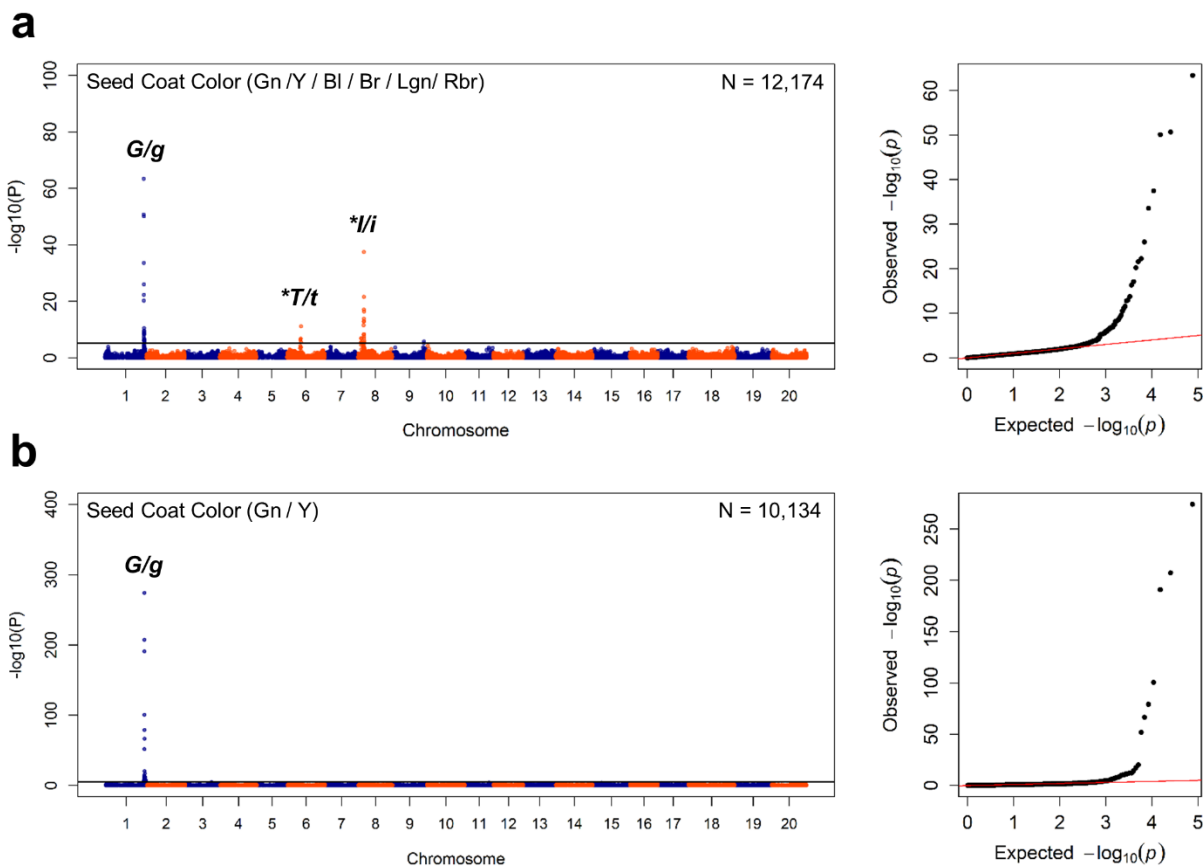 a
Seed Coat Color (Gn /Y / Bl / Br / Lgn/ Rbr)
N = 12,174
G/g
*T/t
*I/i
-log10(P)
100
80
60
40
20
0
1 2 3 4 5 6 7 8 9 10 11 12 13 14 15 16 17 18 19 20
Chromosome
Observed −log10(p)
60
50
40
30
20
10
0
0 1 2 3 4 5
Expected −log10(p)
b
Seed Coat Color (Gn / Y)
N = 10,134
G/g
-log10(P)
400
300
200
100
0
1 2 3 4 5 6 7 8 9 10 11 12 13 14 15 16 17 18 19 20
Chromosome
Observed −log10(p)
250
200
150
100
50
0
0 1 2 3 4 5
Expected −log10(p)